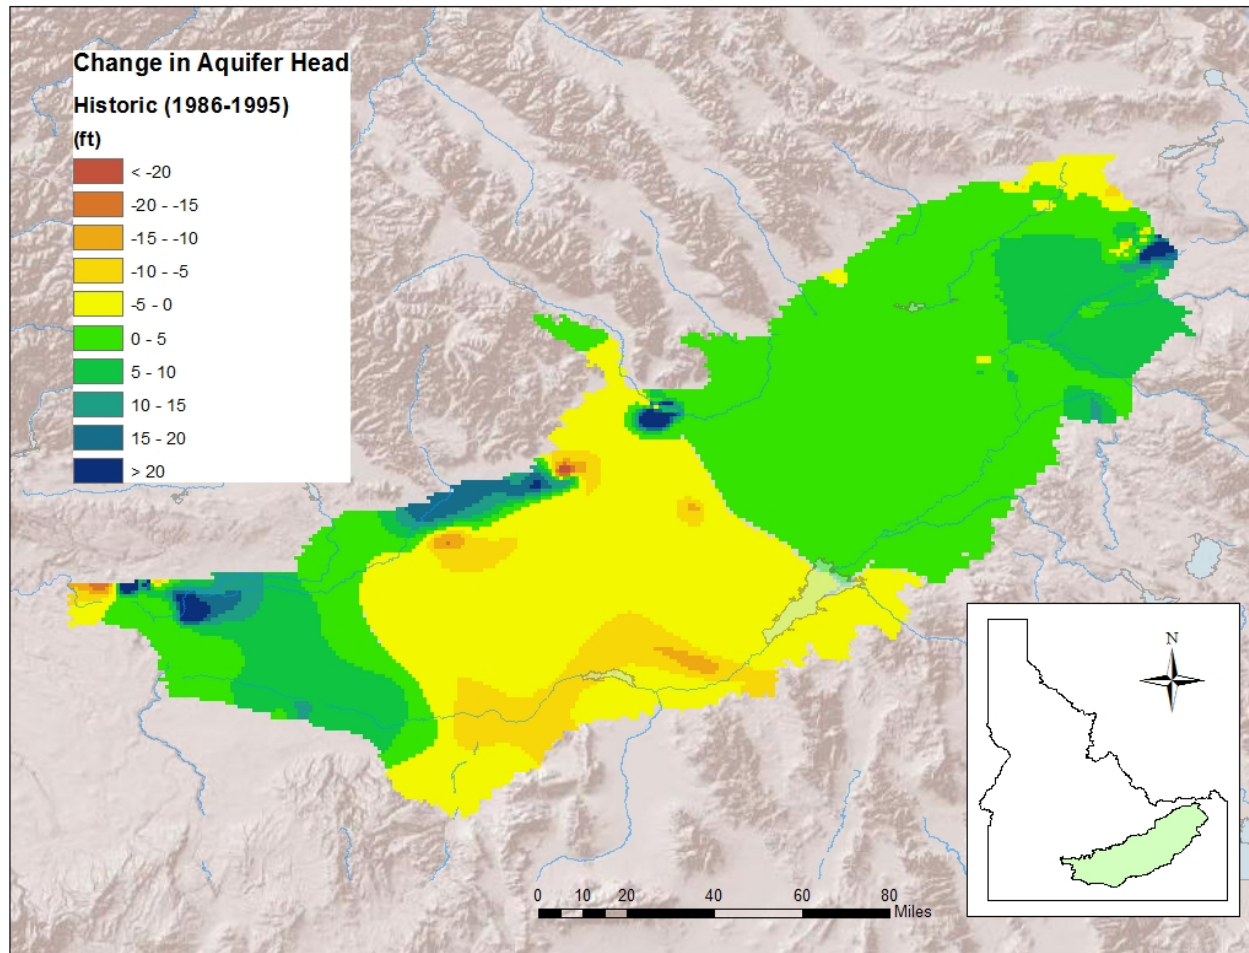 Change in Aquifer Head
Historic (1986-1995)
(ft)
< -20
-20 - -15
-15 - -10
-10 - -5
-5 - 0
0 - 5
5 - 10
10 - 15
15 - 20
> 20
N
0 10 20 40 60 80
Miles